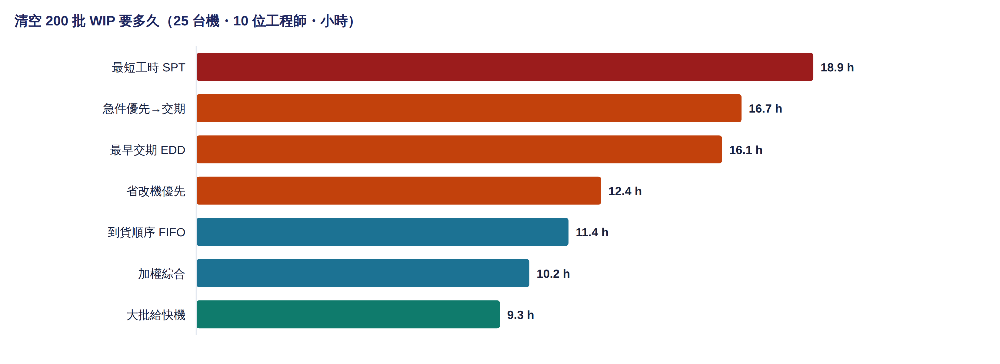 清空 200 批 WIP 要多久（25 台機・10 位工程師・小時）
最短工時 SPT 18.9 h
急件優先→交期 16.7 h
最早交期 EDD 16.1 h
省改機優先 12.4 h
到貨順序 FIFO 11.4 h
加權綜合 10.2 h
大批給快機 9.3 h